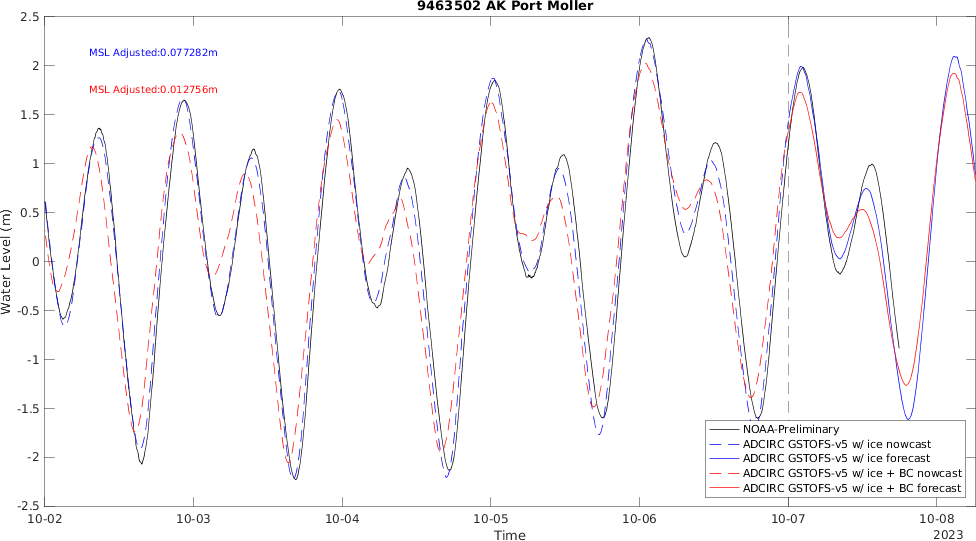 9463502 AK Port Moller
MSL Adjusted:0.077282m
MSL Adjusted:0.012756m
Water Level (m)
2.5
2
1.5
1
0.5
0
-0.5
-1
-1.5
-2
-2.5
NOAA-Preliminary
ADCIRC GSTOFS-v5 w/ ice nowcast
ADCIRC GSTOFS-v5 w/ ice forecast
ADCIRC GSTOFS-v5 w/ ice + BC nowcast
ADCIRC GSTOFS-v5 w/ ice + BC forecast
10-02 10-03 10-04 10-05 10-06 10-07 10-08
Time
2023